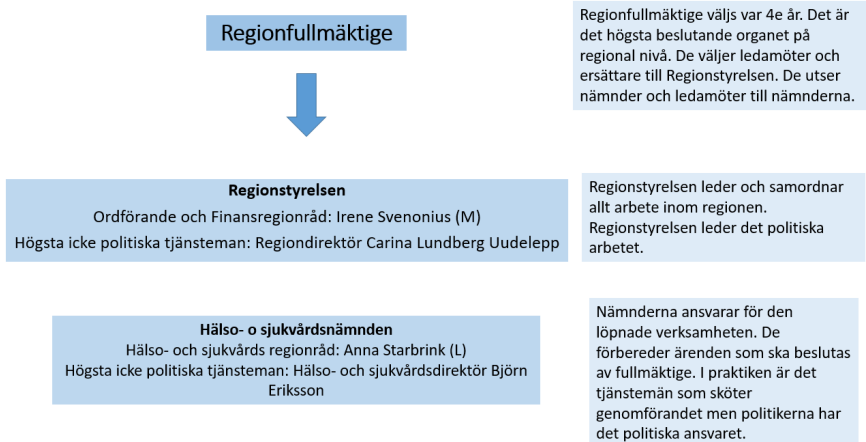 Regionfullmäktige
Regionfullmäktige väljs var 4e år. Det är
det högsta beslutande organet på
regional nivå. De väljer ledamöter och
ersättare till Regionstyrelsen. De utser
nämnder och ledamöter till nämnderna.
Regionstyrelsen
Ordförande och Finansregionråd: Irene Svenonius (M)
Högsta icke politiska tjänsteman: Regiondirektör Carina Lundberg Uudelepp
Regionstyrelsen leder och samordnar
allt arbete inom regionen.
Regionstyrelsen leder det politiska
arbetet.
Hälso- o sjukvårdsnämnden
Hälso- och sjukvårds regionråd: Anna Starbrink (L)
Högsta icke politiska tjänsteman: Hälso- och sjukvårdsdirektör Björn
Eriksson
Nämnderna ansvarar för den
löpnade verksamheten. De
förbereder ärenden som ska beslutas
av fullmäktige. I praktiken är det
tjänstemän som sköter
genomförandet men politikerna har
det politiska ansvaret.